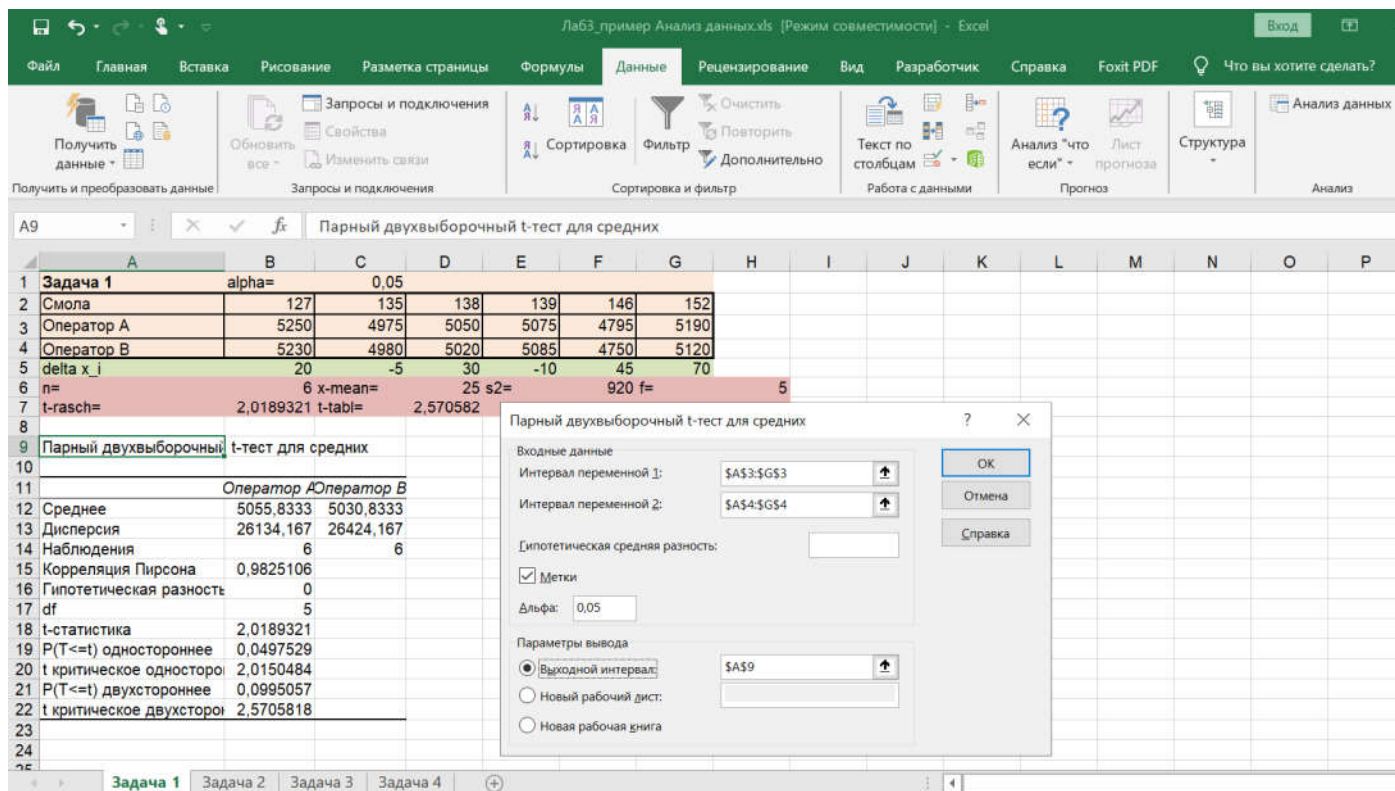 Лаб3_пример Анализ данных.xls [Режим совместимости] - Excel
Вход
Файл Главная Вставка Рисование Разметка страницы Формулы Данные Рецензирование Вид Разработчик Справка Foxit PDF Что вы хотите сделать?
Получить данные
Обновить все
Запросы и подключения
Свойства
Изменить связи
Сортировка
Фильтр
Очистить
Повторить
Дополнительно
Текст по столбцам
Анализ "что если"
Лист прогноза
Структура
Анализ данных
Получить и преобразовать данные
Запросы и подключения
Сортировка и фильтр
Работа с данными
Прогноз
Анализ
A9 fx Парный двухвыборочный t-тест для средних
A B C D E F G H I J K L M N O P
1 Задача 1 alpha= 0,05
2 Смола 127 135 138 139 146 152
3 Оператор А 5250 4975 5050 5075 4795 5190
4 Оператор В 5230 4980 5020 5085 4750 5120
5 delta x_i 20 -5 30 -10 45 70
6 n= 6 x-mean= 25 s2= 920 f= 5
7 t-rasch= 2,0189321 t-tabl= 2,570582
8
9 Парный двухвыборочный t-тест для средних
10
11 Оператор А Оператор В
12 Среднее 5055,8333 5030,8333
13 Дисперсия 26134,167 26424,167
14 Наблюдения 6 6
15 Корреляция Пирсона 0,9825106
16 Гипотетическая разность 0
17 df 5
18 t-статистика 2,0189321
19 P(T<=t) одностороннее 0,0497529
20 t критическое односторо 2,0150484
21 P(T<=t) двухстороннее 0,0995057
22 t критическое двухсторо 2,5705818
23
24
25
Парный двухвыборочный t-тест для средних ?
Входные данные
Интервал переменной 1: $A$3:$G$3
Интервал переменной 2: $A$4:$G$4
Гипотетическая средняя разность:
Метки
Альфа: 0,05
Параметры вывода
Выходной интервал: $A$9
Новый рабочий лист:
Новая рабочая книга
ОК
Отмена
Справка
Задача 1 Задача 2 Задача 3 Задача 4